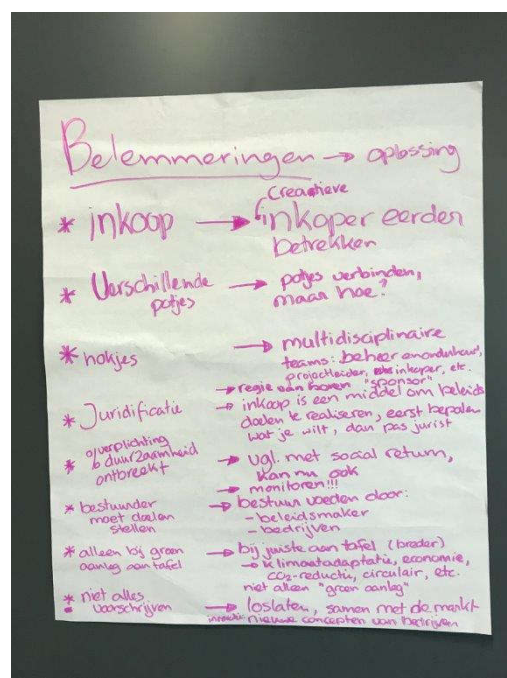 Belemmeringen → oplossing
Creatieve
* inkoop → inkoper eerder
betrekken
* Verschillende → potjes verbinden,
potjes maar hoe?
* hokjes → multidisciplinaire
teams: beheer en onderhoud,
projectleider, inkoper, etc.
→ regie van boven "sponsor"
* Juridificatie → inkoop is een middel om beleids
doelen te realiseren, eerst bepalen
wat je wilt, dan pas jurist
* verplichting
duurzaamheid → vgl. met social return,
ontbreekt kan nu ook
→ monitoren!!!
* bestuurder → bestuur voeden door:
moet doelen - beleidsmaker
stellen - bedrijven
* alleen bij groen → bij juiste aan tafel (breder)
aanleg aan tafel → klimaatadaptatie, economie,
CO2-reductie, circulair, etc.
niet alleen "groen aanleg"
* niet alles
voorschrijven → loslaten, samen met de markt
nieuwe concepten van bedrijven